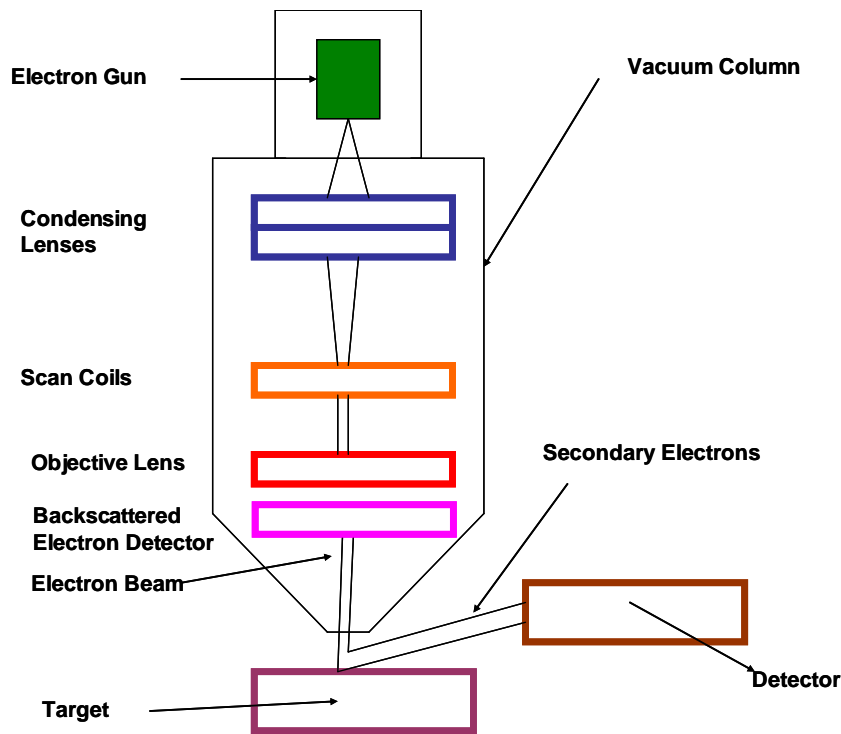 Electron Gun
Vacuum Column
Condensing
Lenses
Scan Coils
Objective Lens
Secondary Electrons
Backscattered
Electron Detector
Electron Beam
Detector
Target